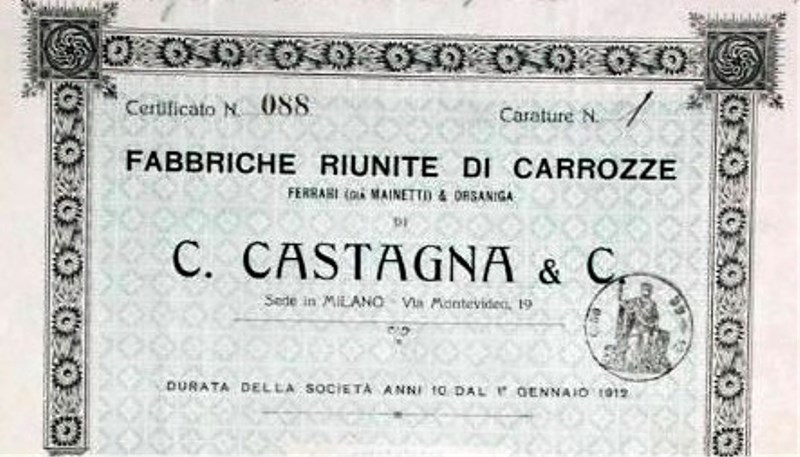 Certificato N. 088
Carature N. 1
FABBRICHE RIUNITE DI CARROZZE
FERRARI (GIÀ MAINETTI) & ORSANIGA
DI
C. CASTAGNA & C.
Sede in MILANO - Via Montevideo, 19
DURATA DELLA SOCIETÀ ANNI 10 DAL 1° GENNAIO 1912